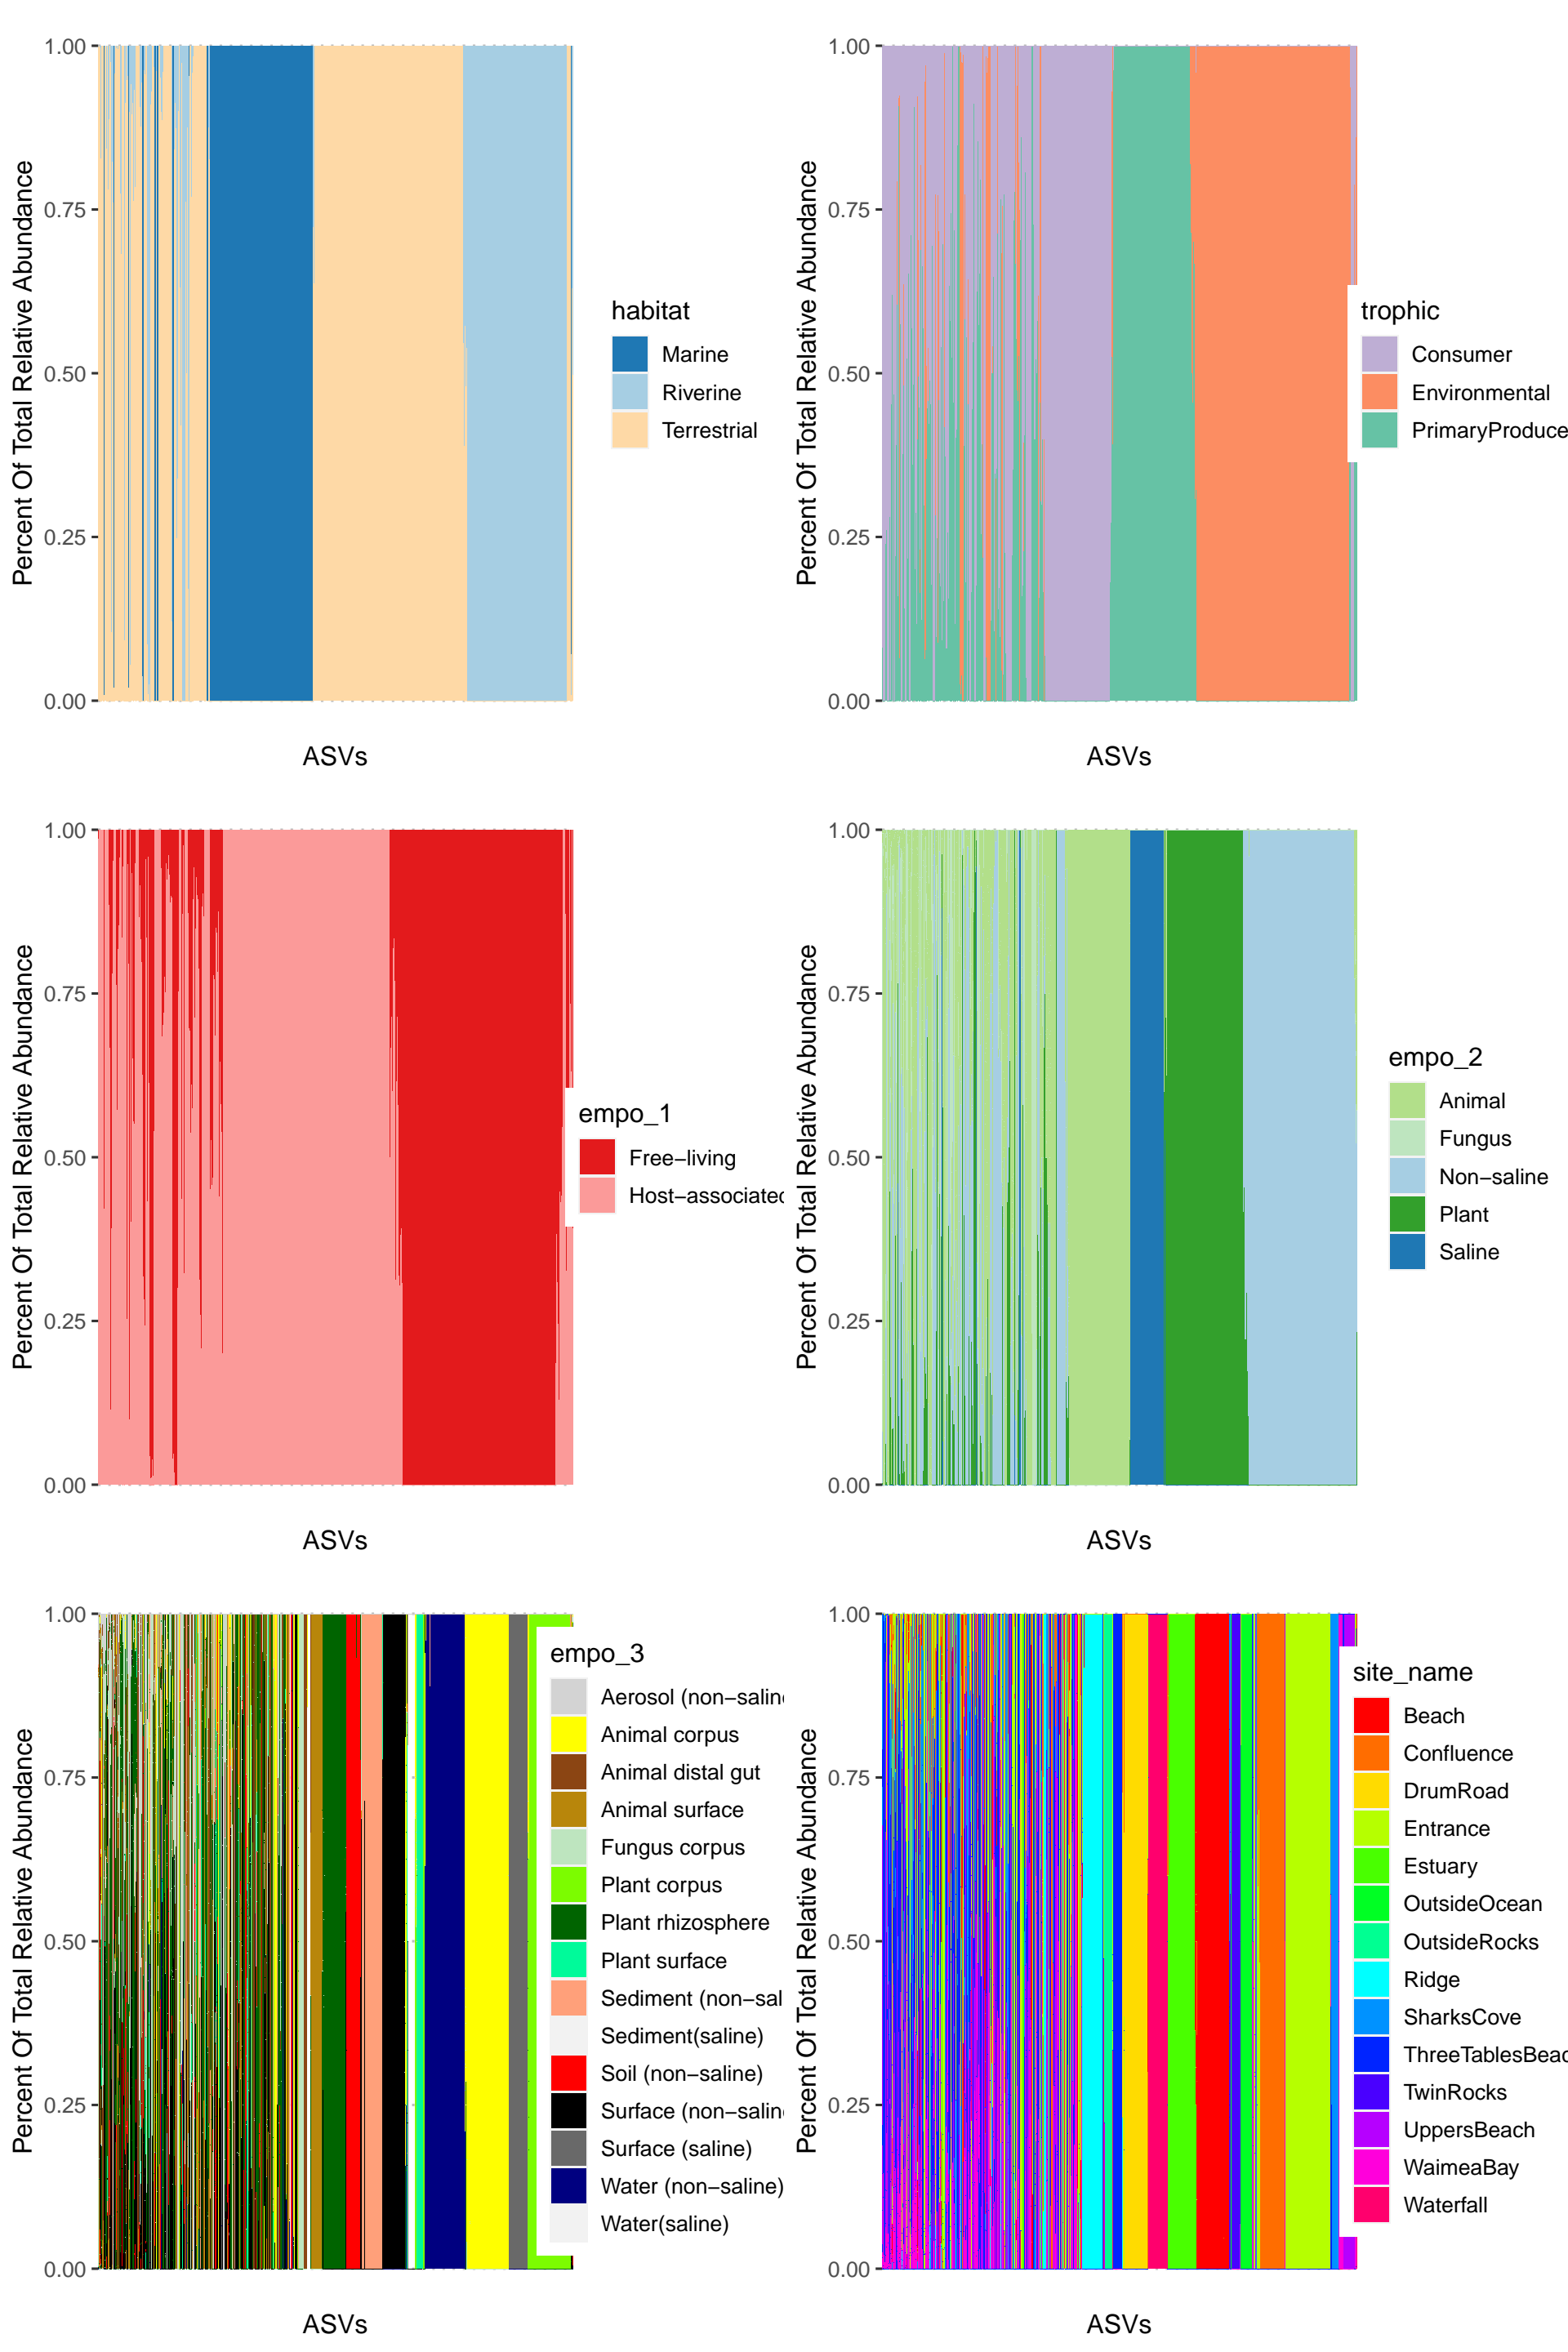 Percent Of Total Relative Abundance
1.00
0.75
0.50
0.25
0.00
ASVs
habitat
Marine
Riverine
Terrestrial
Percent Of Total Relative Abundance
1.00
0.75
0.50
0.25
0.00
ASVs
trophic
Consumer
Environmental
PrimaryProduce
Percent Of Total Relative Abundance
1.00
0.75
0.50
0.25
0.00
ASVs
empo_1
Free−living
Host−associated
Percent Of Total Relative Abundance
1.00
0.75
0.50
0.25
0.00
ASVs
empo_2
Animal
Fungus
Non−saline
Plant
Saline
Percent Of Total Relative Abundance
1.00
0.75
0.50
0.25
0.00
ASVs
empo_3
Aerosol (non−salin
Animal corpus
Animal distal gut
Animal surface
Fungus corpus
Plant corpus
Plant rhizosphere
Plant surface
Sediment (non−sal
Sediment(saline)
Soil (non−saline)
Surface (non−salin
Surface (saline)
Water (non−saline)
Water(saline)
Percent Of Total Relative Abundance
1.00
0.75
0.50
0.25
0.00
ASVs
site_name
Beach
Confluence
DrumRoad
Entrance
Estuary
OutsideOcean
OutsideRocks
Ridge
SharksCove
ThreeTablesBeac
TwinRocks
UppersBeach
WaimeaBay
Waterfall